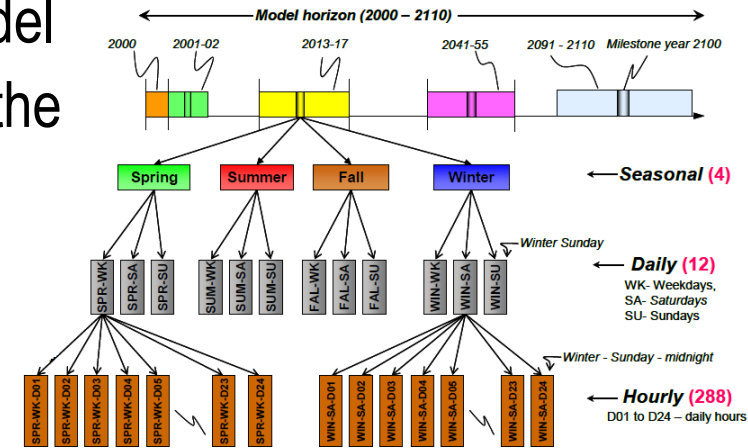 del
the
Model horizon (2000 – 2110)
2000
2001-02
2013-17
2041-55
2091 - 2110
Milestone year 2100
Spring
Summer
Fall
Winter
Seasonal (4)
SPR-WK
SPR-SA
SPR-SU
SUM-WK
SUM-SA
SUM-SU
FAL-WK
FAL-SA
FAL-SU
WIN-WK
WIN-SA
WIN-SU
Winter Sunday
Daily (12)
WK- Weekdays,
SA- Saturdays
SU- Sundays
SPR-WK-D01
SPR-WK-D02
SPR-WK-D03
SPR-WK-D04
SPR-WK-D05
SPR-WK-D23
SPR-WK-D24
WIN-SA-D01
WIN-SA-D02
WIN-SA-D03
WIN-SA-D04
WIN-SA-D05
WIN-SA-D23
WIN-SA-D24
Winter - Sunday - midnight
Hourly (288)
D01 to D24 – daily hours